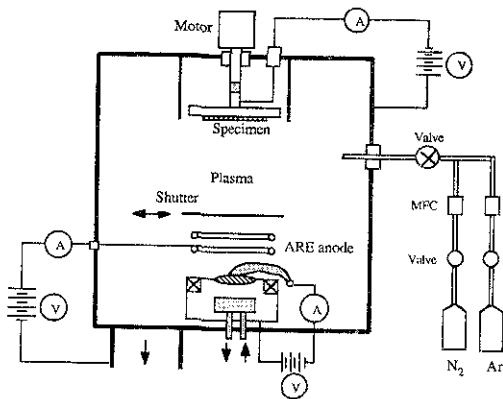 Motor
A
V
Specimen
Valve
Plasma
MFC
Shutter
ARE anode
A
Valve
V
A
N2
Ar
V